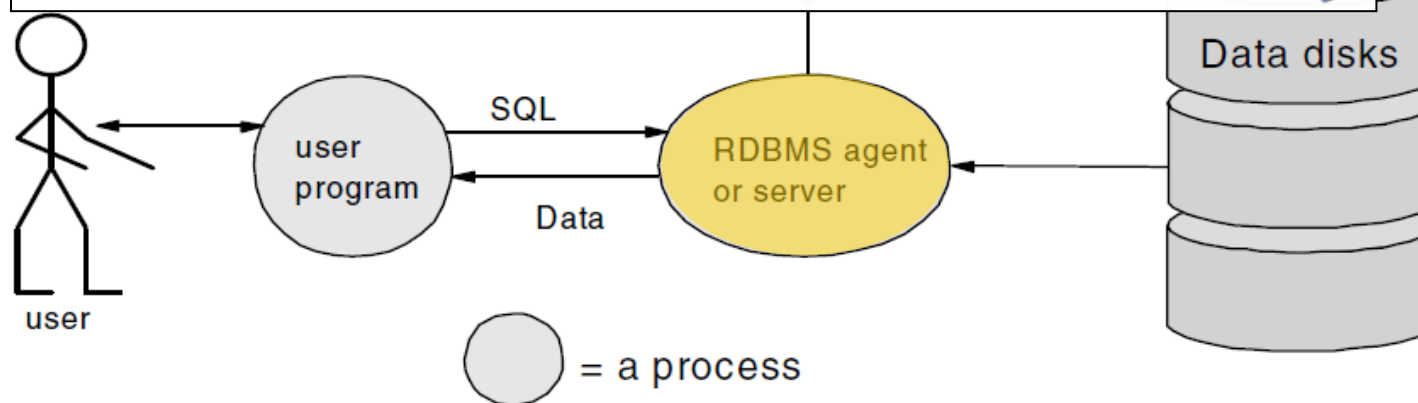 Data disks
SQL
user
program
RDBMS agent
or server
Data
user
= a process